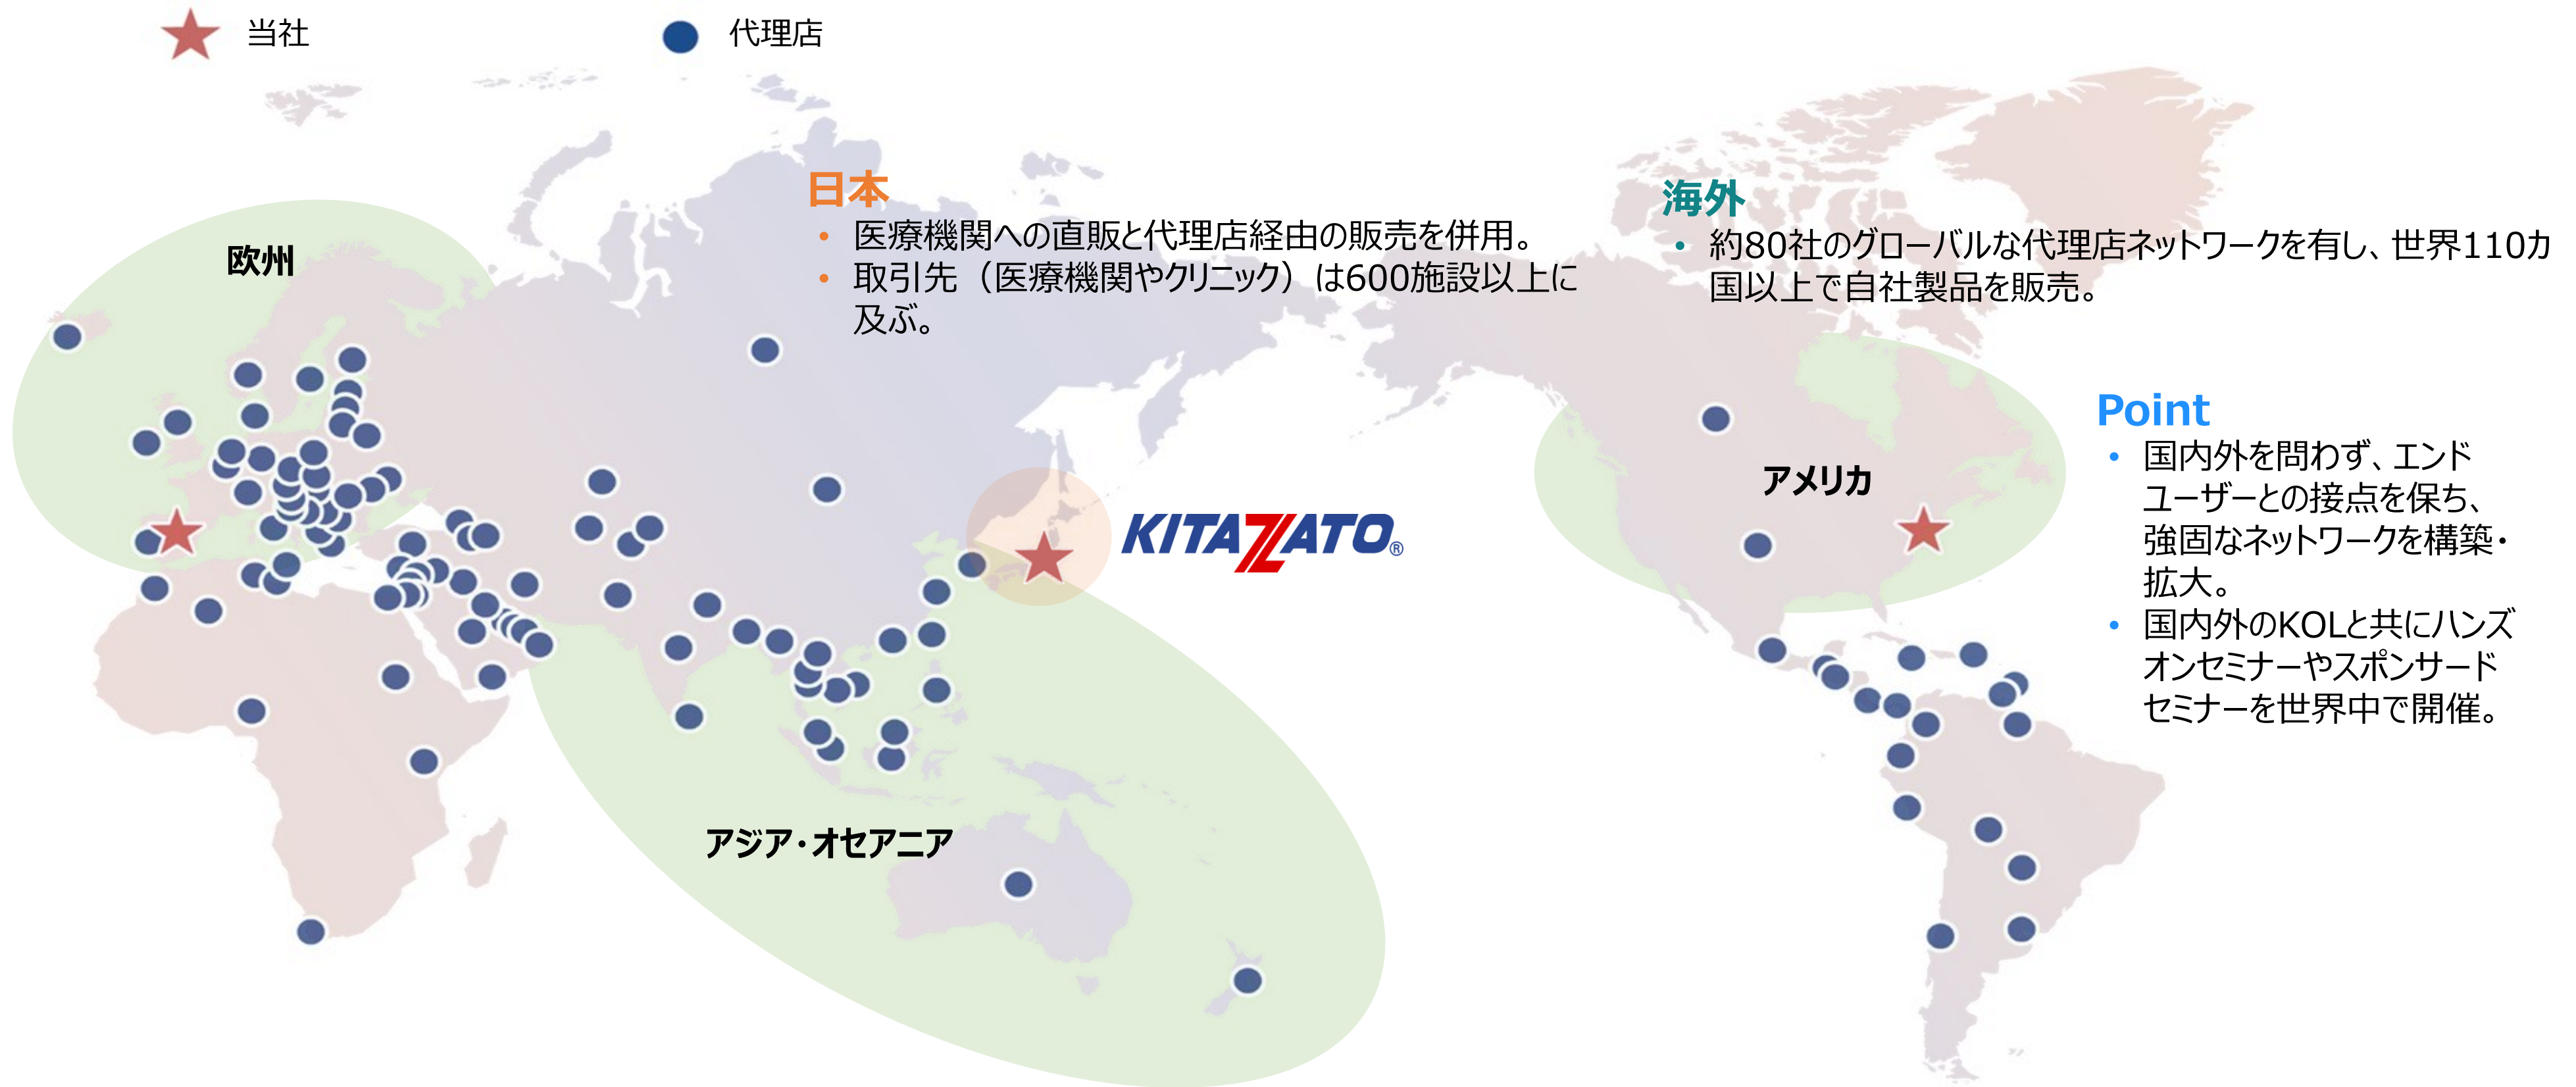 当社
代理店
日本
• 医療機関への直販と代理店経由の販売を併用。
• 取引先（医療機関やクリニック）は600施設以上に
及ぶ。
海外
• 約80社のグローバルな代理店ネットワークを有し、世界110カ
国以上で自社製品を販売。
欧州
Point
• 国内外を問わず、エンド
ユーザーとの接点を保ち、
強固なネットワークを構築・
拡大。
• 国内外のKOLと共にハンズ
オンセミナーやスポンサード
セミナーを世界中で開催。
アメリカ
KITAZATO®
アジア・オセアニア